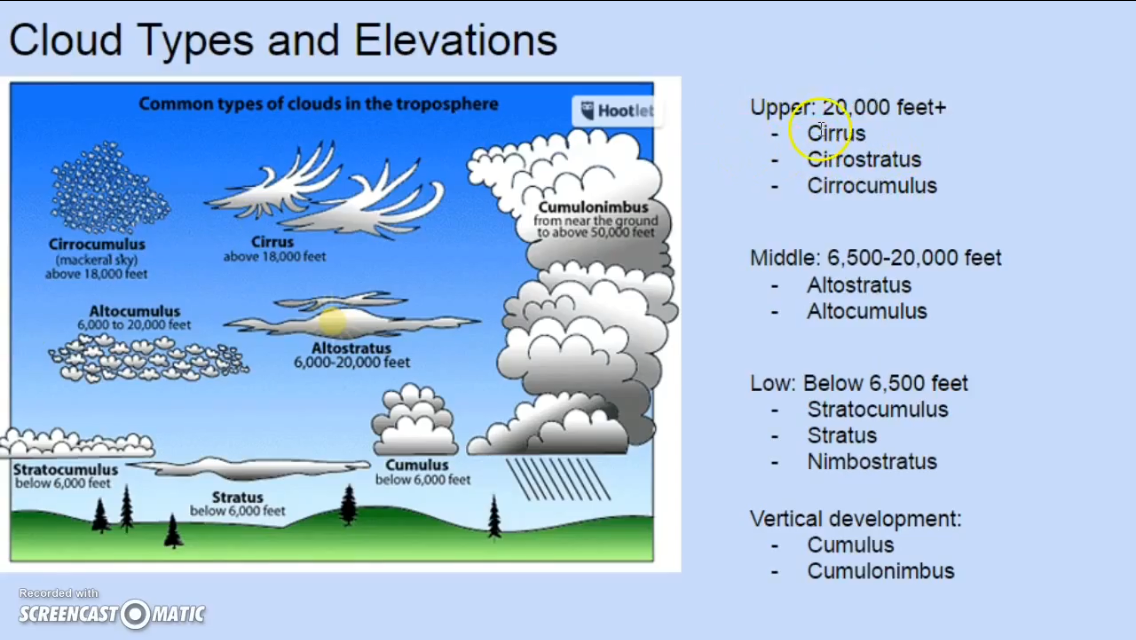 Cloud Types and Elevations
Common types of clouds in the troposphere
Hootlet
Cirrocumulus
(mackeral sky)
above 18,000 feet
Cirrus
above 18,000 feet
Cumulonimbus
from near the ground
to above 50,000 feet
Altocumulus
6,000 to 20,000 feet
Altostratus
6,000-20,000 feet
Stratocumulus
below 6,000 feet
Stratus
below 6,000 feet
Cumulus
below 6,000 feet
Upper: 20,000 feet+
- Cirrus
- Cirrostratus
- Cirrocumulus
Middle: 6,500-20,000 feet
- Altostratus
- Altocumulus
Low: Below 6,500 feet
- Stratocumulus
- Stratus
- Nimbostratus
Vertical development:
- Cumulus
- Cumulonimbus
Recorded with
SCREENCAST MATIC